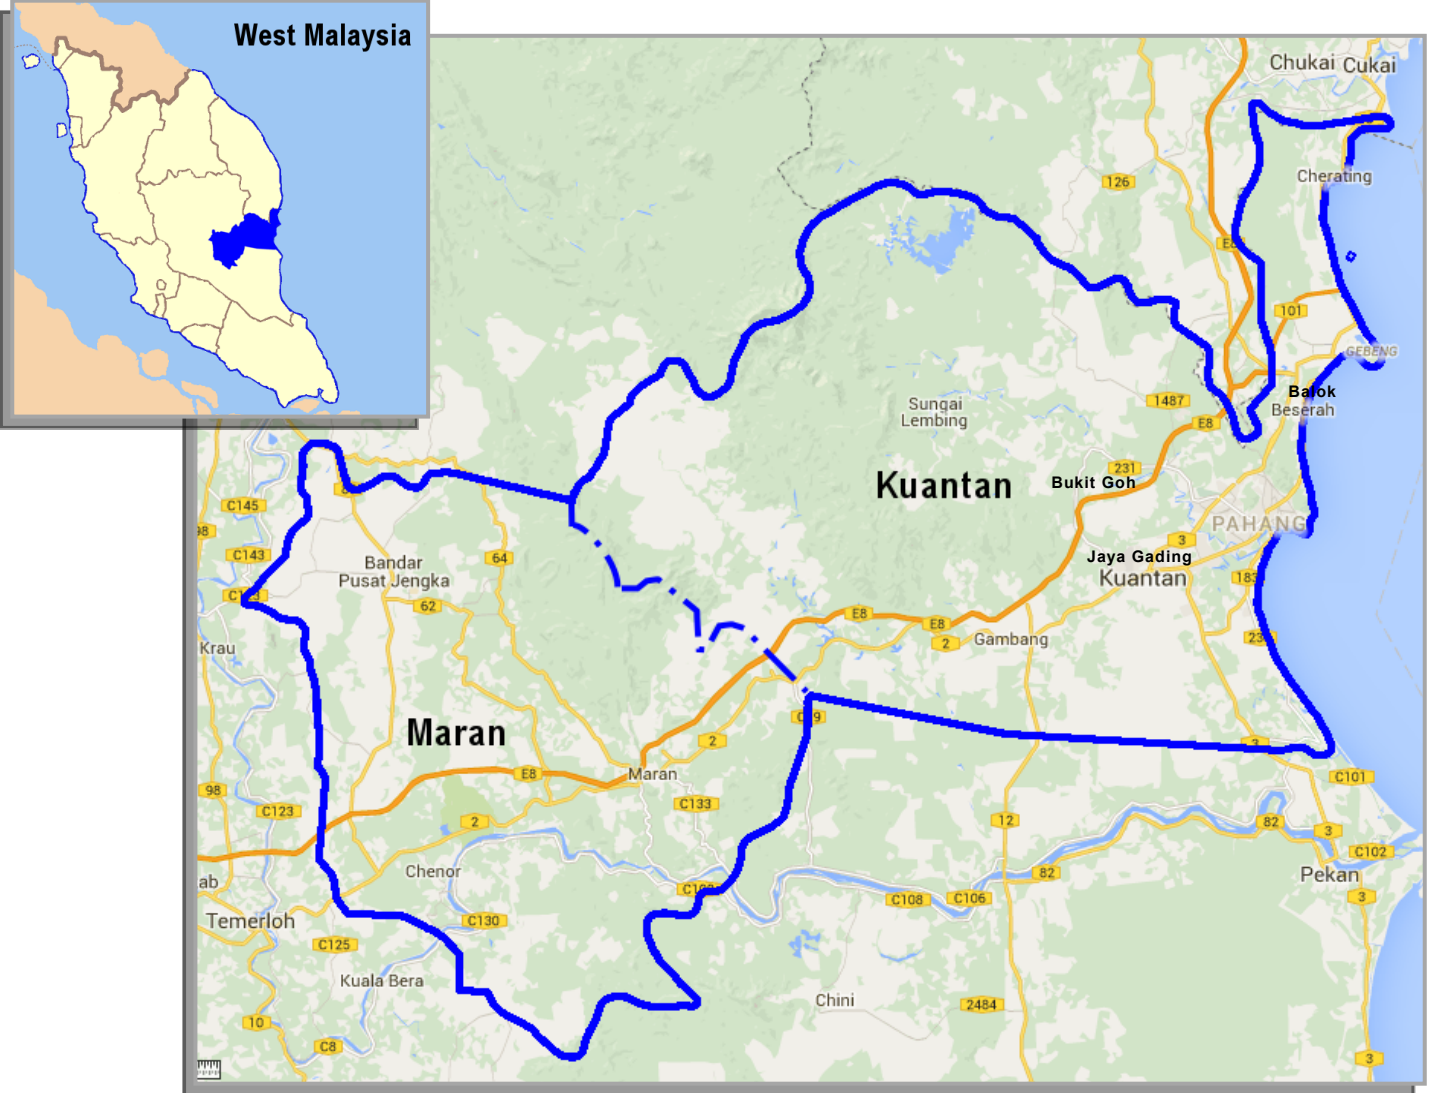 West Malaysia
Chukai Cukai
Cherating
126
E8
101
GEBENG
Balok
Beserah
1487
E8
Sungai
Lembing
231
Kuantan
Bukit Goh
PAHANG
3
Jaya Gading
Kuantan
183
C145
98
C143
64
Bandar
Pusat Jengka
62
Krau
E8
E8
2
Gambang
Maran
2
3
E8
Maran
98
C123
C133
2
12
C101
82
3
C102
Chenor
82
Pekan
ab
C108
C106
3
Temerloh
C130
C125
Kuala Bera
Chini
2484
10
C8
3